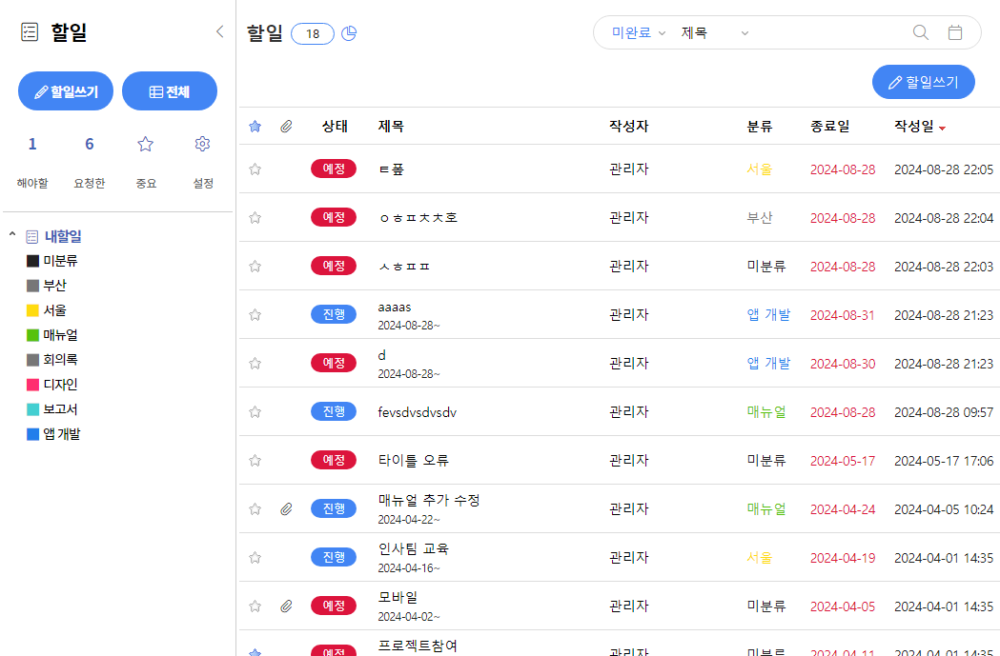 할일
할일쓰기 전체
1 6
해야할 요청한 중요 설정
내할일
미분류
부산
서울
매뉴얼
회의록
디자인
보고서
앱 개발
할일 18
미완료 제목
할일쓰기
상태 제목 작성자 분류 종료일 작성일
예정 ㅌ풒 관리자 서울 2024-08-28 2024-08-28 22:05
예정 ㅇㅎㅍㅊㅊ호 관리자 부산 2024-08-28 2024-08-28 22:04
예정 ㅅㅎㅍㅍ 관리자 미분류 2024-08-28 2024-08-28 22:03
진행 aaaas 관리자 앱 개발 2024-08-31 2024-08-28 21:23
2024-08-28~
예정 d 관리자 앱 개발 2024-08-30 2024-08-28 21:23
2024-08-28~
진행 fevsdvsdvsdv 관리자 매뉴얼 2024-08-28 2024-08-28 09:57
예정 타이틀 오류 관리자 미분류 2024-05-17 2024-05-17 17:06
진행 매뉴얼 추가 수정 관리자 매뉴얼 2024-04-24 2024-04-05 10:24
2024-04-22~
진행 인사팀 교육 관리자 서울 2024-04-19 2024-04-01 14:35
2024-04-16~
예정 모바일 관리자 미분류 2024-04-05 2024-04-01 14:35
2024-04-02~
예정 프로젝트참여 관리자 미분류 2024-04-11 2024-04-01 14:35